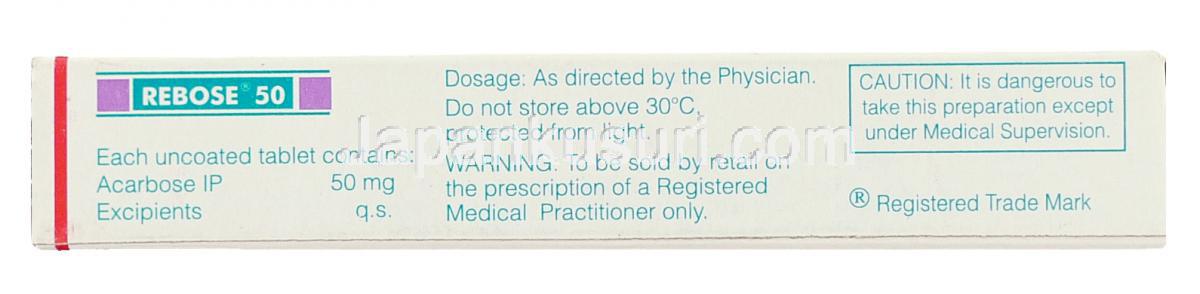 REBOSE® 50
Each uncoated tablet contains:
Acarbose IP 50 mg
Excipients q.s.
Dosage: As directed by the Physician.
Do not store above 30°C,
protected from light.
WARNING: To be sold by retail on
the prescription of a Registered
Medical Practitioner only.
CAUTION: It is dangerous to
take this preparation except
under Medical Supervision.
® Registered Trade Mark
Japankusuri.com